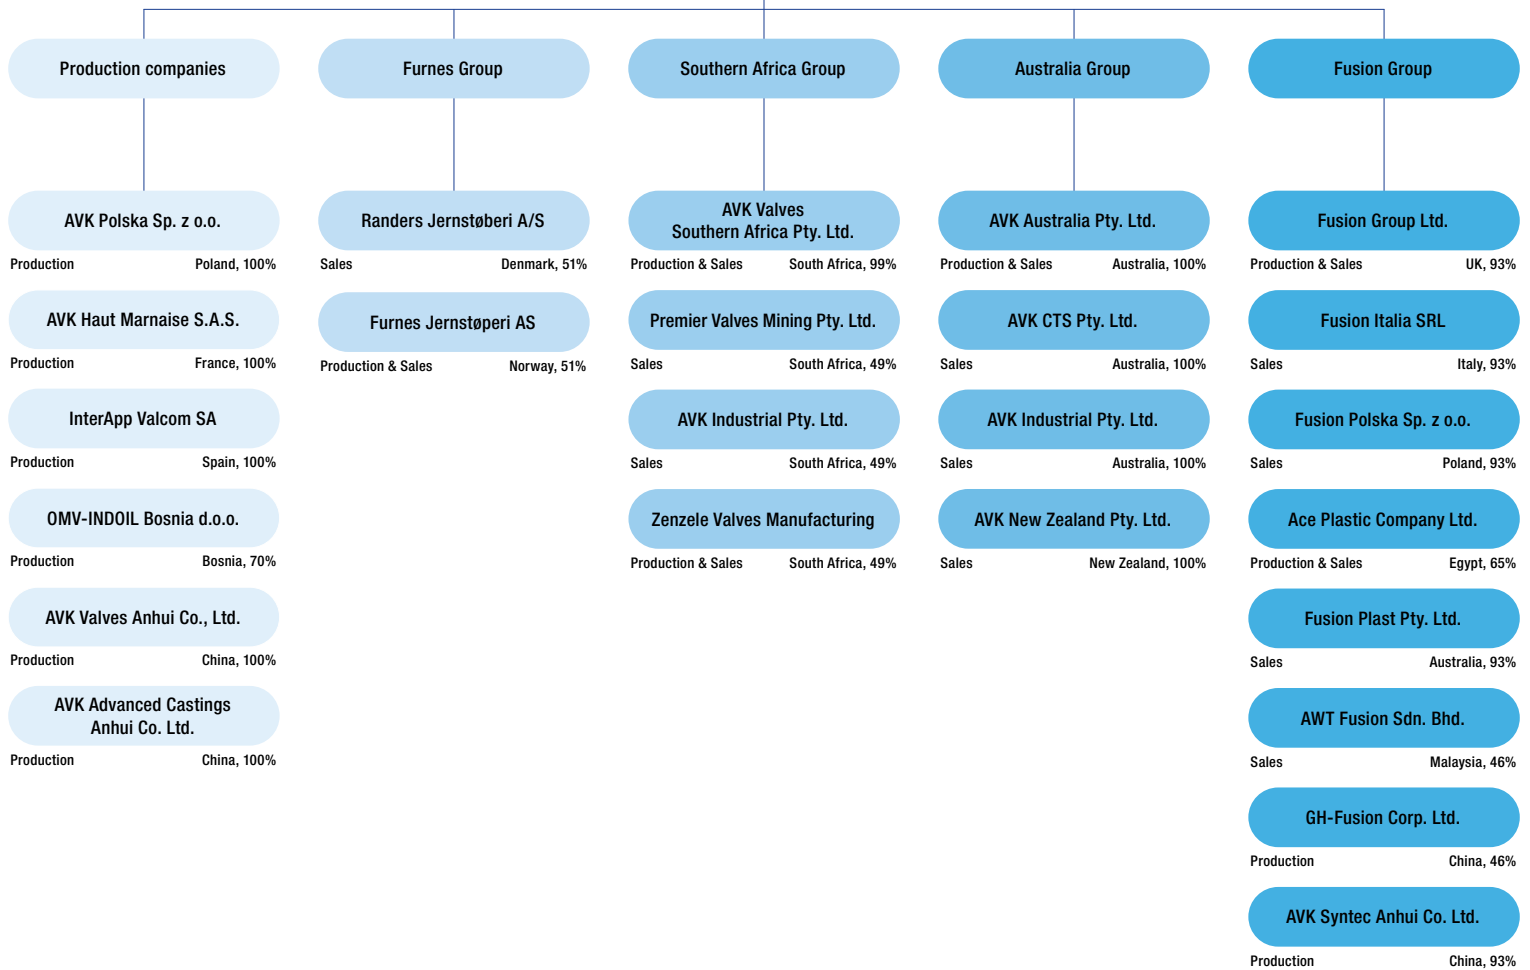 Production companies
Furnes Group
Southern Africa Group
Australia Group
Fusion Group
AVK Polska Sp. z o.o.
Production Poland, 100%
AVK Haut Marnaise S.A.S.
Production France, 100%
InterApp Valcom SA
Production Spain, 100%
OMV-INDOIL Bosnia d.o.o.
Production Bosnia, 70%
AVK Valves Anhui Co., Ltd.
Production China, 100%
AVK Advanced Castings
Anhui Co. Ltd.
Production China, 100%
Randers Jernstøberi A/S
Sales Denmark, 51%
Furnes Jernstøperi AS
Production & Sales Norway, 51%
AVK Valves
Southern Africa Pty. Ltd.
Production & Sales South Africa, 99%
Premier Valves Mining Pty. Ltd.
Sales South Africa, 49%
AVK Industrial Pty. Ltd.
Sales South Africa, 49%
Zenzele Valves Manufacturing
Production & Sales South Africa, 49%
AVK Australia Pty. Ltd.
Production & Sales Australia, 100%
AVK CTS Pty. Ltd.
Sales Australia, 100%
AVK Industrial Pty. Ltd.
Sales Australia, 100%
AVK New Zealand Pty. Ltd.
Sales New Zealand, 100%
Fusion Group Ltd.
Production & Sales UK, 93%
Fusion Italia SRL
Sales Italy, 93%
Fusion Polska Sp. z o.o.
Sales Poland, 93%
Ace Plastic Company Ltd.
Production & Sales Egypt, 65%
Fusion Plast Pty. Ltd.
Sales Australia, 93%
AWT Fusion Sdn. Bhd.
Sales Malaysia, 46%
GH-Fusion Corp. Ltd.
Production China, 46%
AVK Syntec Anhui Co. Ltd.
Production China, 93%